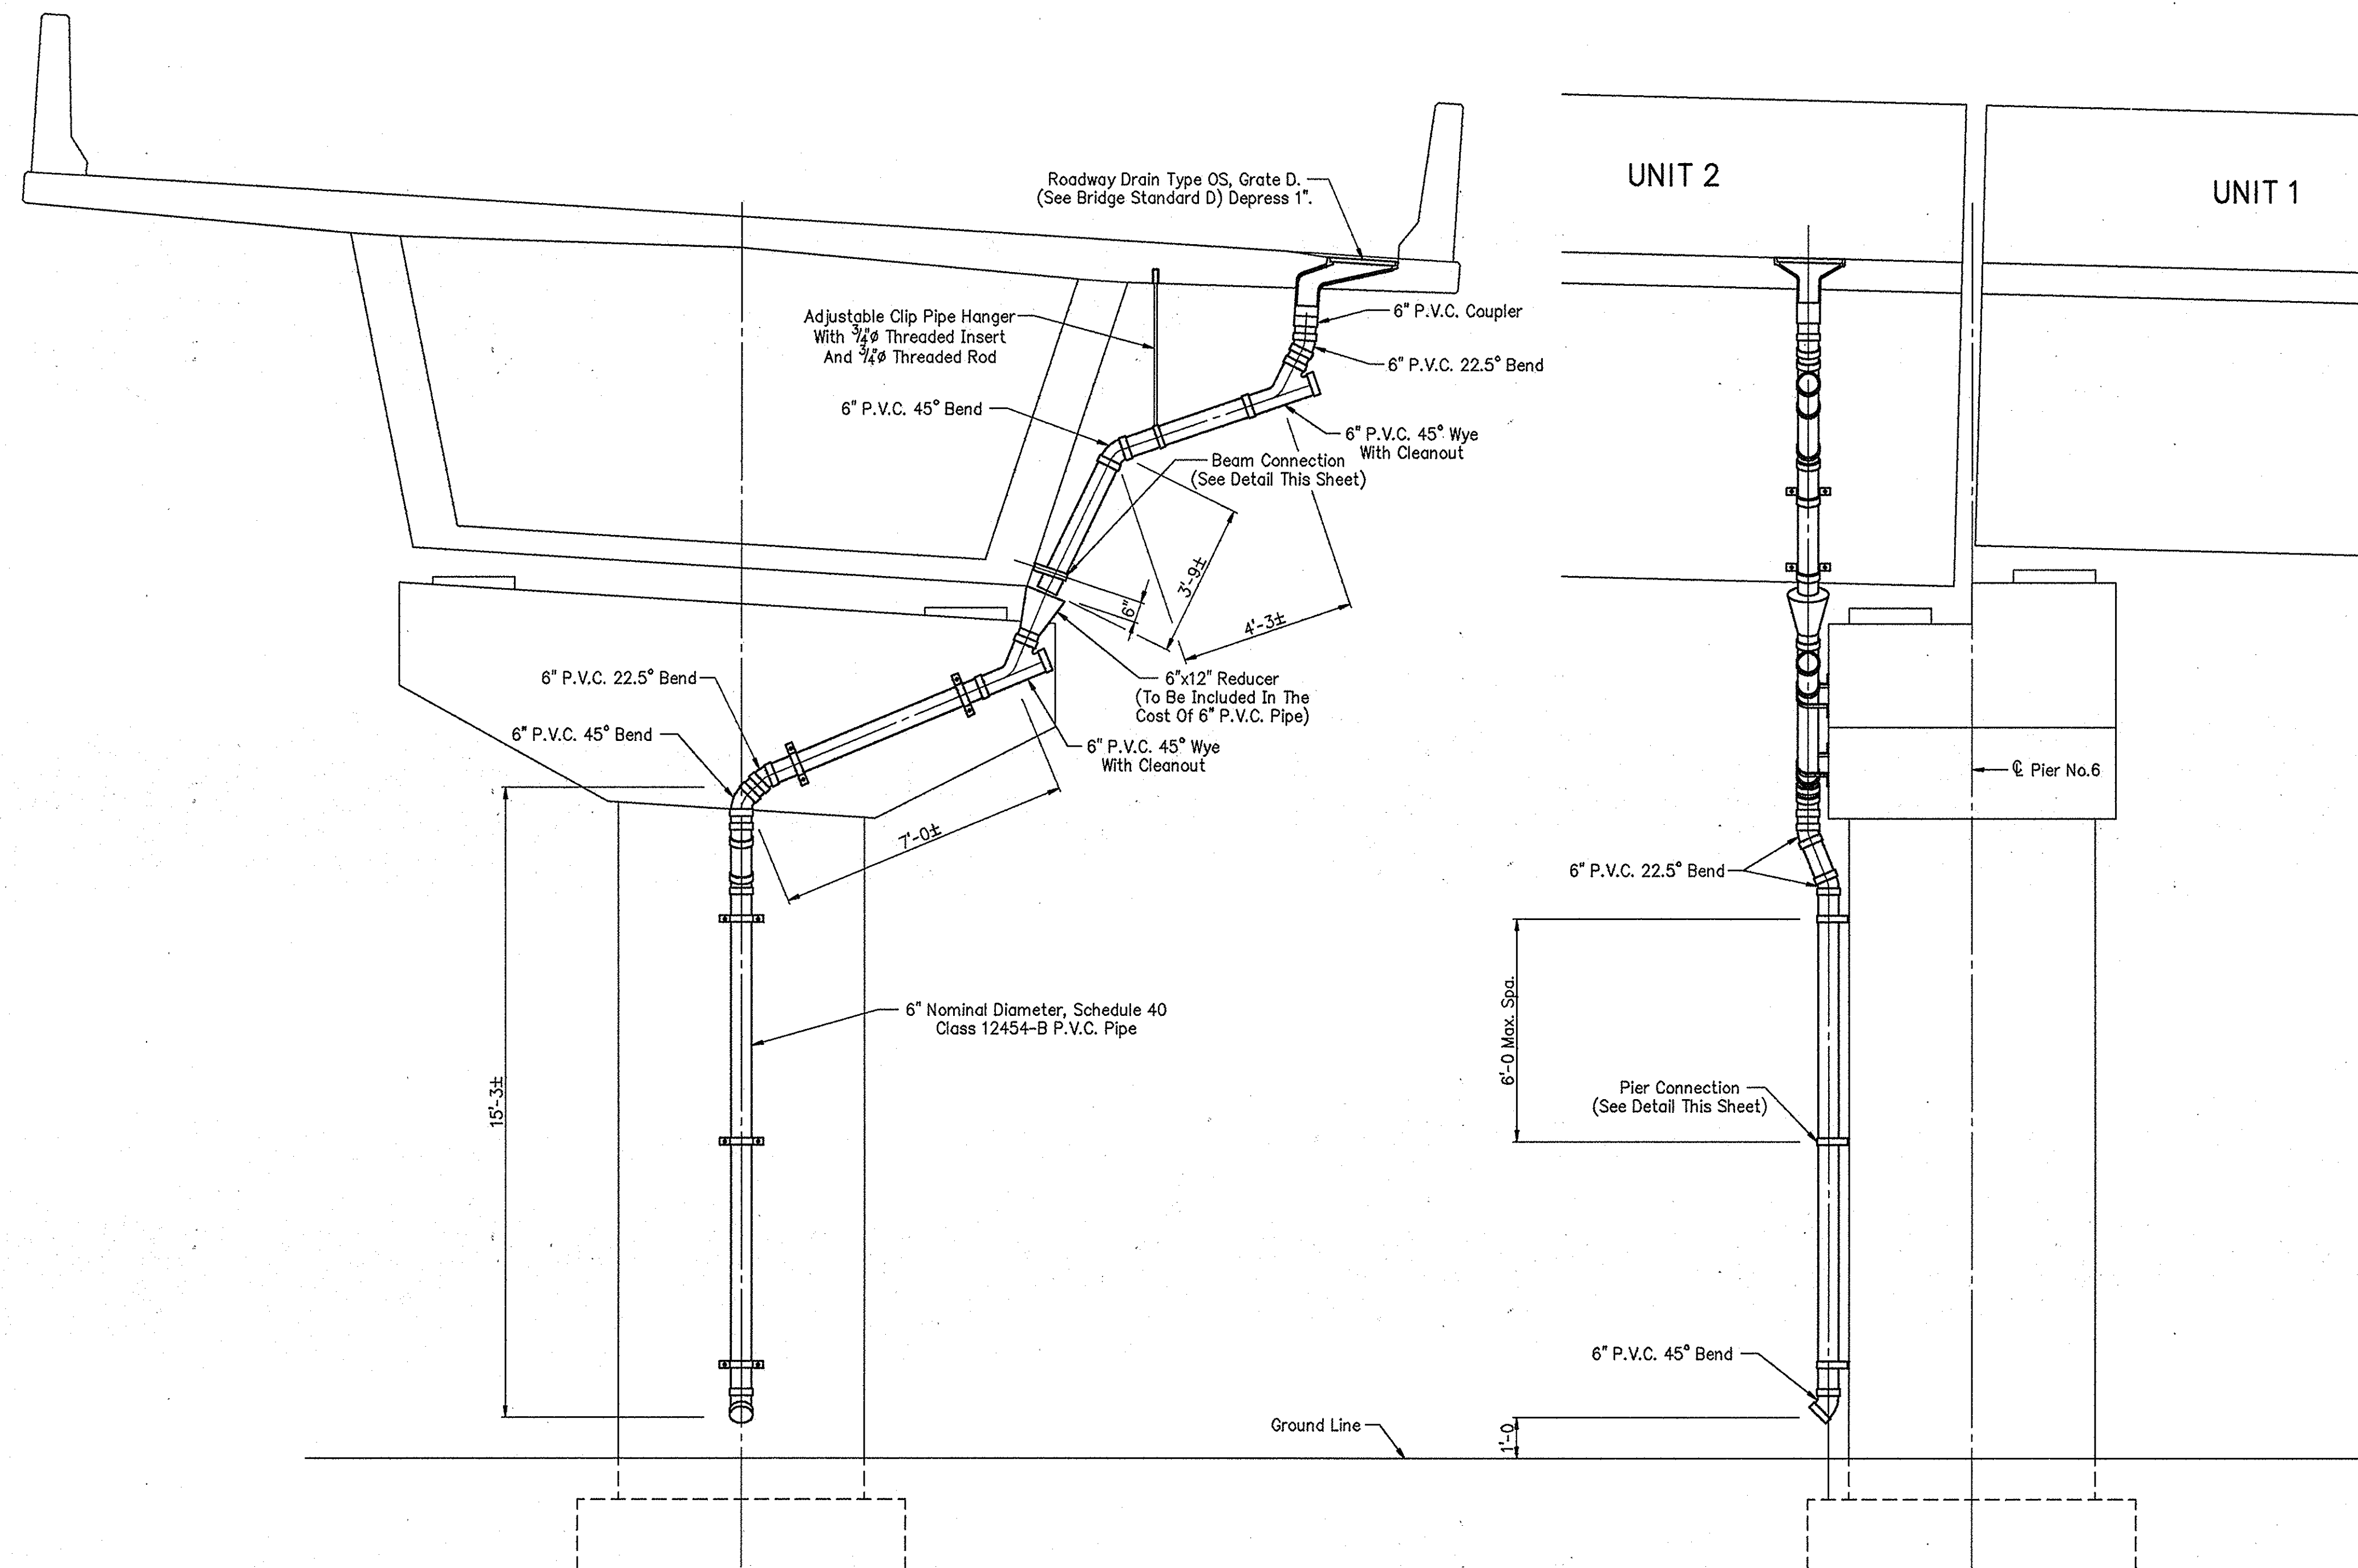 Roadway Drain Type OS, Grate D.
(See Bridge Standard D) Depress 1".
UNIT 2
UNIT 1
Adjustable Clip Pipe Hanger
With 3/4"ø Threaded Insert
And 3/4"ø Threaded Rod
6" P.V.C. Coupler
6" P.V.C. 22.5° Bend
6" P.V.C. 45° Bend
6" P.V.C. 45° Wye
With Cleanout
Beam Connection
(See Detail This Sheet)
3'-9±
6"
4'-3±
6"x12" Reducer
(To Be Included In The
Cost Of 6" P.V.C. Pipe)
6" P.V.C. 22.5° Bend
6" P.V.C. 45° Bend
6" P.V.C. 45° Wye
With Cleanout
℄ Pier No.6
7'-0±
6" P.V.C. 22.5° Bend
6" Nominal Diameter, Schedule 40
Class 12454-B P.V.C. Pipe
15'-3±
6'-0 Max. Spa.
Pier Connection
(See Detail This Sheet)
6" P.V.C. 45° Bend
Ground Line
1'-0